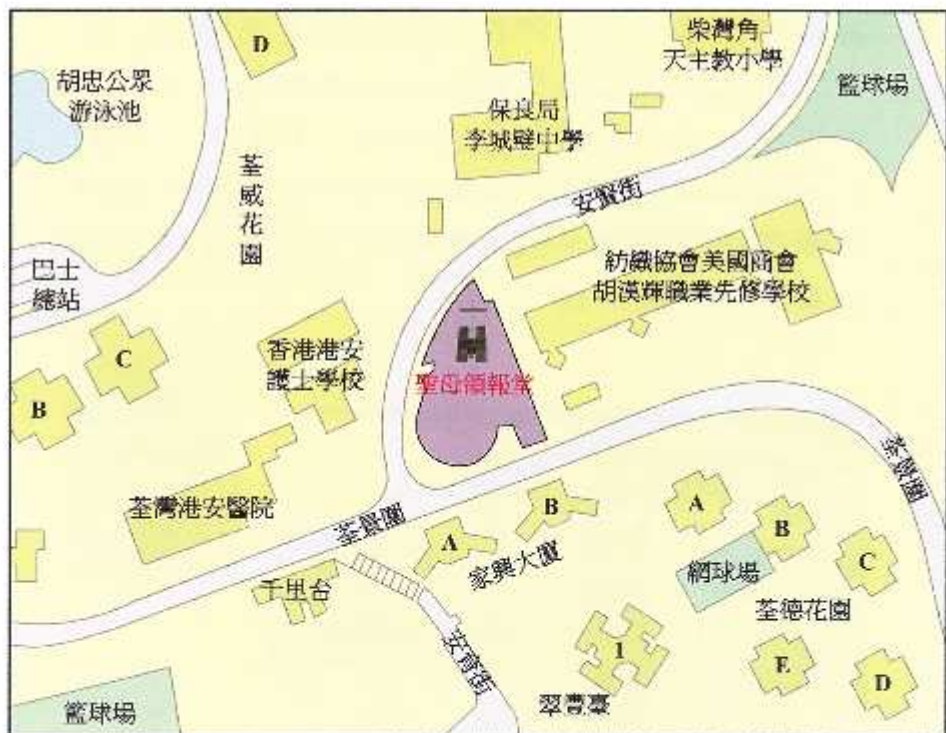 D
柴灣角
天主教小學
胡忠公眾
游泳池
籃球場
保良局
李城璧中學
荃威花園
安賢街
巴士
總站
紡織協會美國商會
胡漢輝職業先修學校
香港港安
護士學校
C
B
聖母領報堂
荃灣港安醫院
荃景圍
荃景圍
A
B
家興大廈
A
B
C
網球場
千里台
荃德花園
安育街
1
E
D
翠豐臺
籃球場